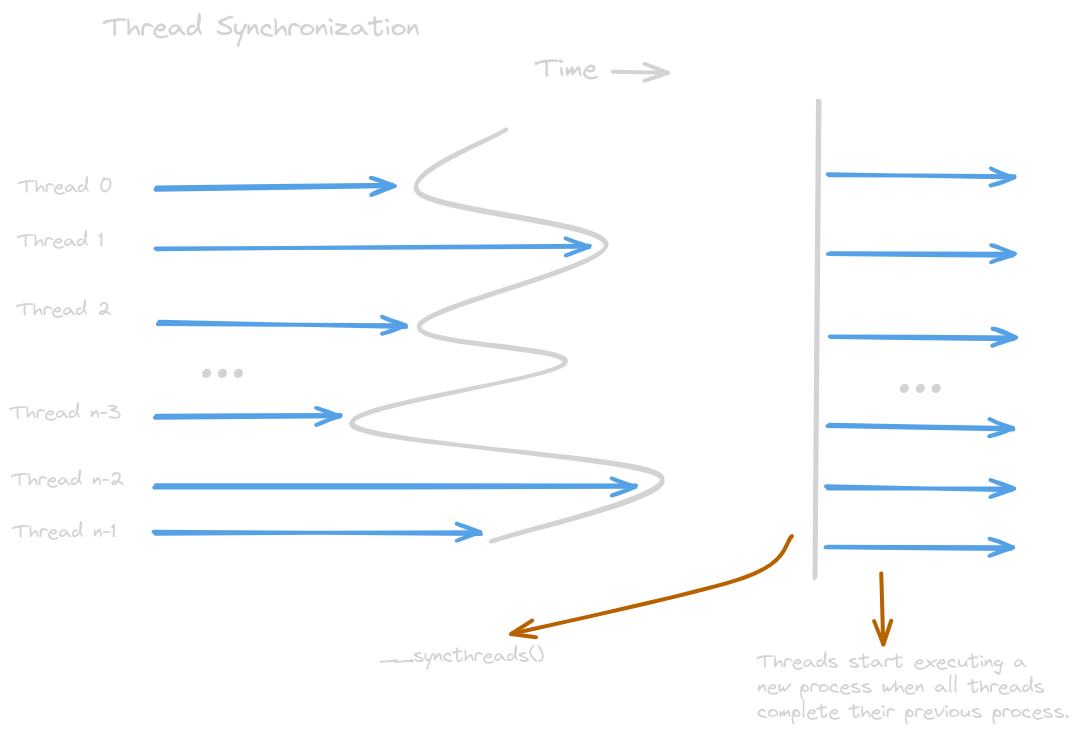 Thread Synchronization
Time
Thread 0
Thread 1
Thread 2
...
Thread n-3
...
Thread n-2
Thread n-1
__syncthreads()
Threads start executing a
new process when all threads
complete their previous process.